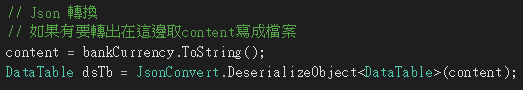 // Json 轉換
// 如果有要轉出在這邊取content寫成檔案
content = bankCurrency.ToString();
DataTable dsTb = JsonConvert.DeserializeObject<DataTable>(content);